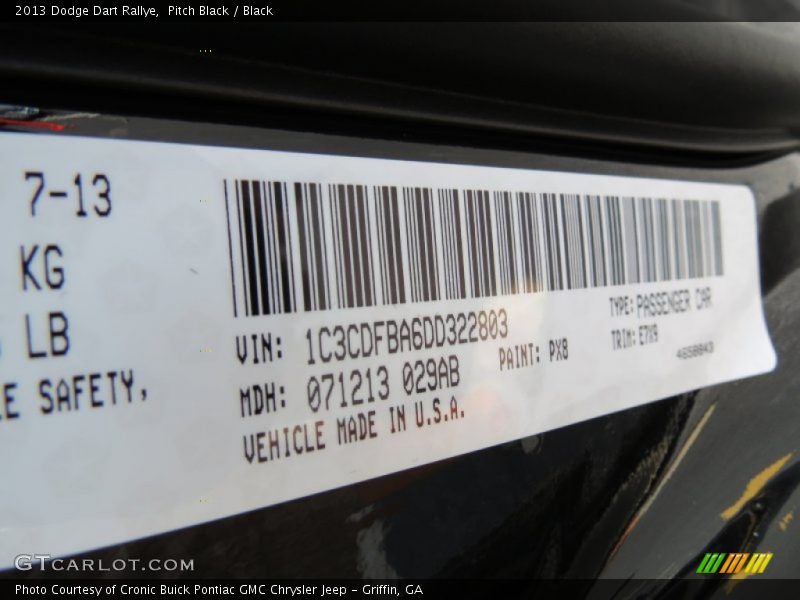 2013 Dodge Dart Rallye, Pitch Black / Black
7-13
KG
LB
E SAFETY,
VIN: 1C3CDFBA6DD322803
MDH: 071213 029AB
VEHICLE MADE IN U.S.A.
PAINT: PX8
TYPE: PASSENGER CAR
TRIM: E7X9
GTCARLOT.COM
Photo Courtesy of Cronic Buick Pontiac GMC Chrysler Jeep - Griffin, GA